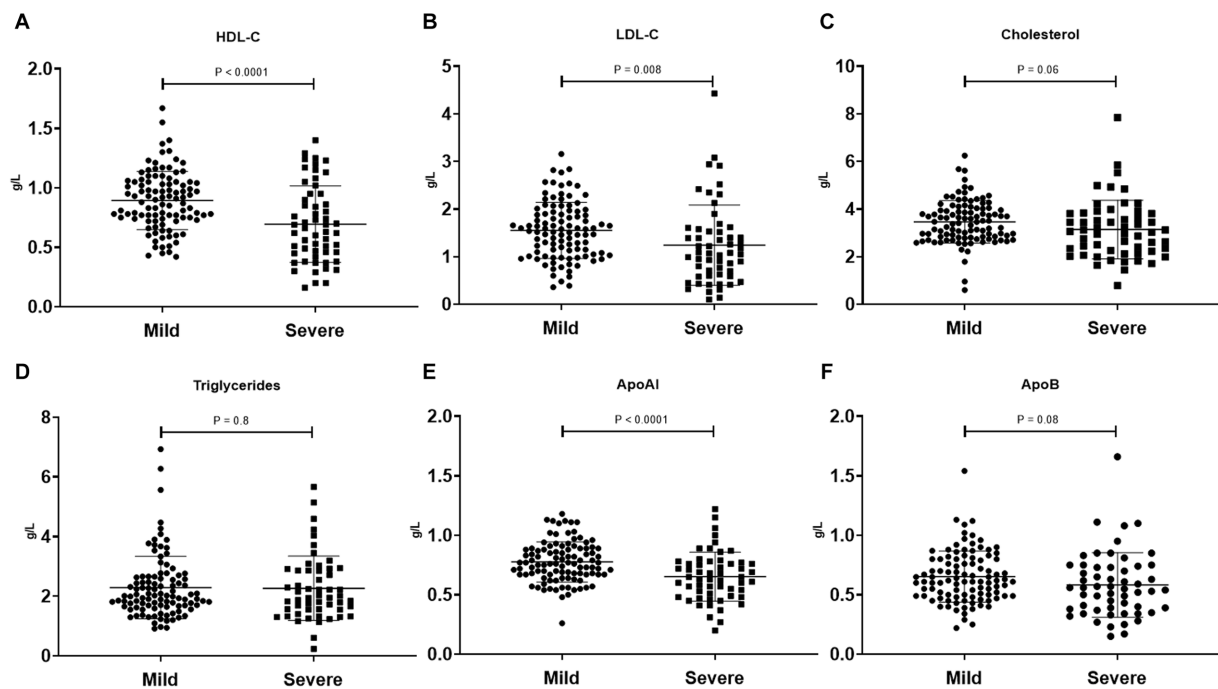 A
HDL-C
P < 0.0001
2.0
1.5
1.0
0.5
0.0
g/L
Mild
Severe
B
LDL-C
P = 0.008
5
4
3
2
1
0
g/L
Mild
Severe
C
Cholesterol
P = 0.06
10
8
6
4
2
0
g/L
Mild
Severe
D
Triglycerides
P = 0.8
8
6
4
2
0
g/L
Mild
Severe
E
ApoAI
P < 0.0001
2.0
1.5
1.0
0.5
0.0
g/L
Mild
Severe
F
ApoB
P = 0.08
2.0
1.5
1.0
0.5
0.0
g/L
Mild
Severe